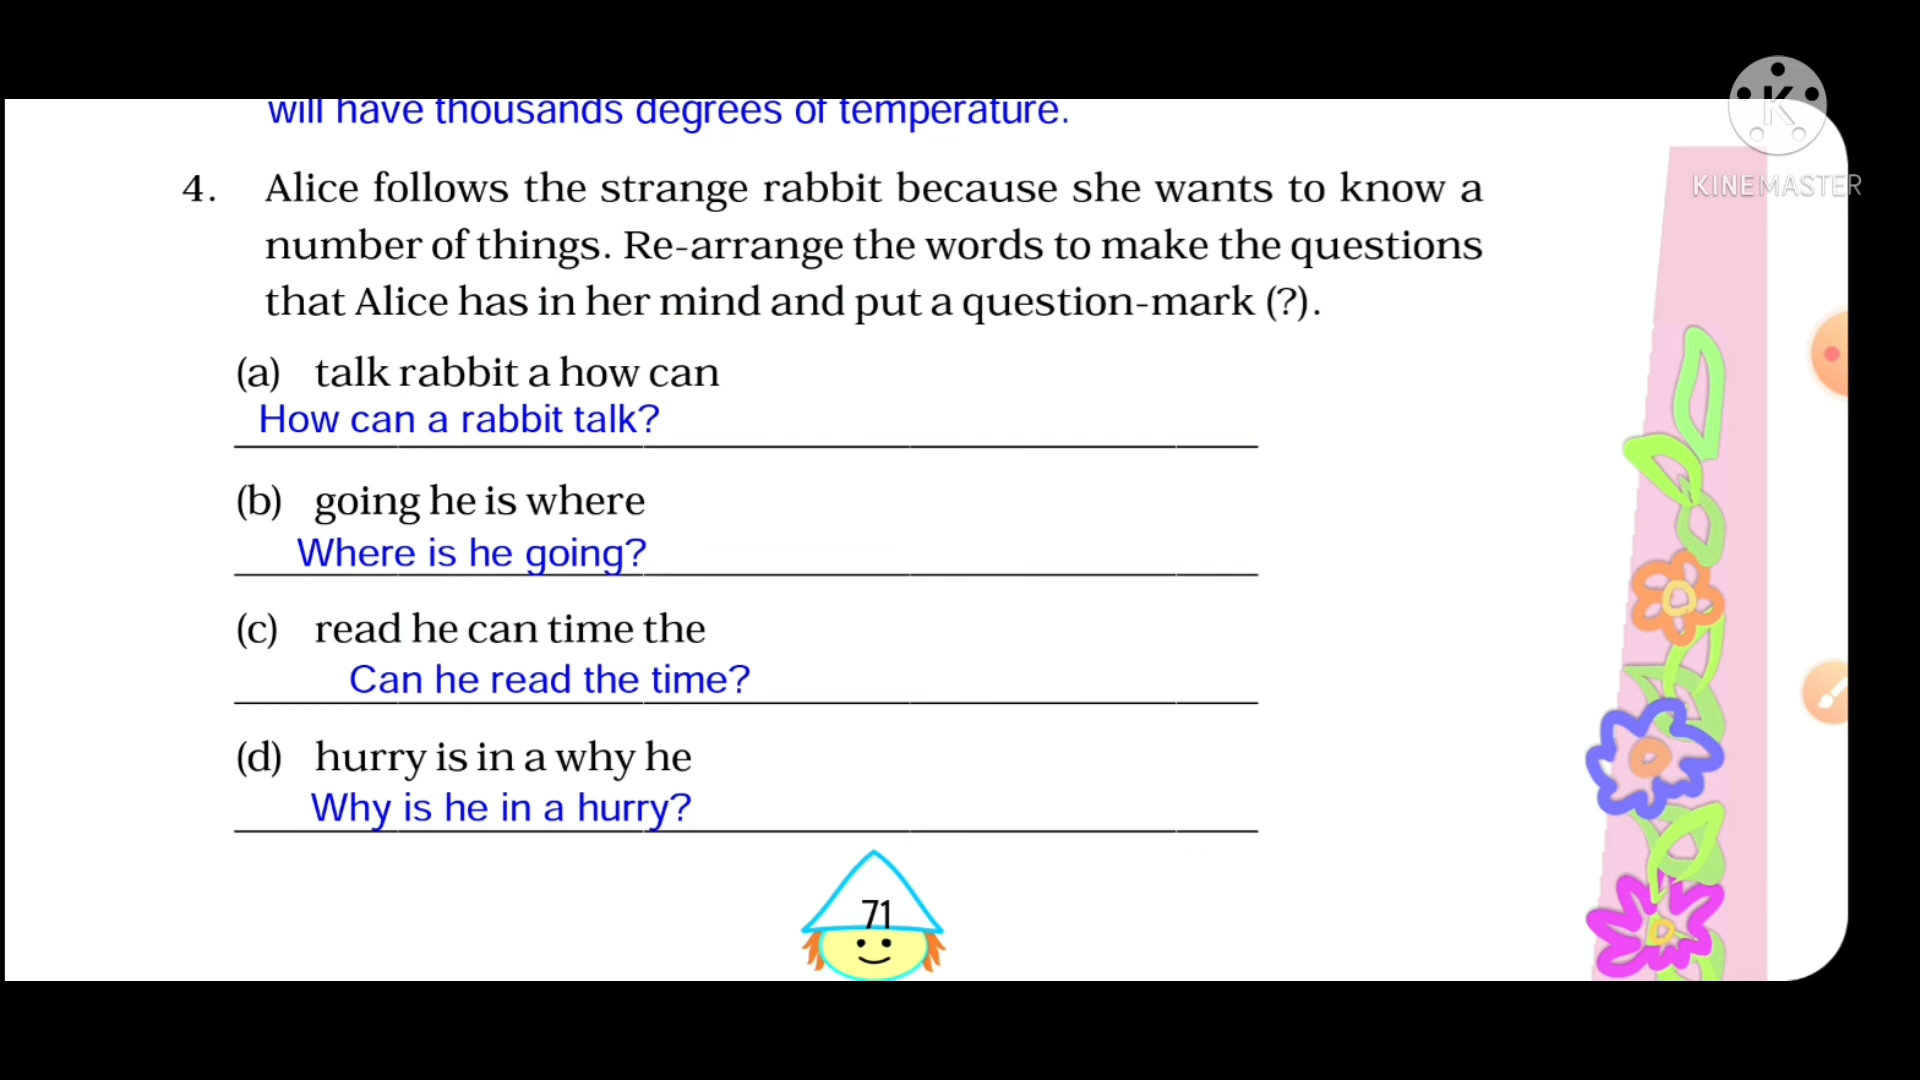 will have thousands degrees of temperature.
KINEMASTER
4. Alice follows the strange rabbit because she wants to know a
number of things. Re-arrange the words to make the questions
that Alice has in her mind and put a question-mark (?).
(a) talk rabbit a how can
How can a rabbit talk?
(b) going he is where
Where is he going?
(c) read he can time the
Can he read the time?
(d) hurry is in a why he
Why is he in a hurry?
71